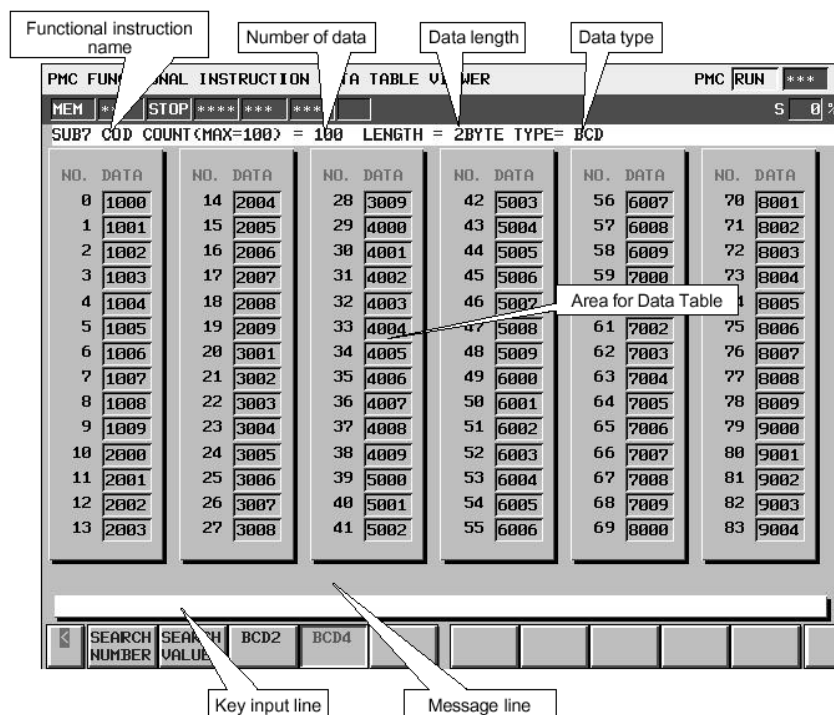 Functional instruction
name
Number of data
Data length
Data type
PMC FUN ONAL INSTRUCTION TA TABLE V WER PMC RUN ***
MEM ** STOP **** *** *** S 0 %
SUB7 COD COUNT(MAX=100) = 100 LENGTH = 2BYTE TYPE= BCD
NO. DATA NO. DATA NO. DATA NO. DATA NO. DATA NO. DATA
0 1000 14 2004 28 3009 42 5003 56 6007 70 8001
1 1001 15 2005 29 4000 43 5004 57 6008 71 8002
2 1002 16 2006 30 4001 44 5005 58 6009 72 8003
3 1003 17 2007 31 4002 45 5006 59 7000 73 8004
4 1004 18 2008 32 4003 46 5007 Area for Data Table 4 8005
5 1005 19 2009 33 4004 47 5008 61 7002 75 8006
6 1006 20 3001 34 4005 48 5009 62 7003 76 8007
7 1007 21 3002 35 4006 49 6000 63 7004 77 8008
8 1008 22 3003 36 4007 50 6001 64 7005 78 8009
9 1009 23 3004 37 4008 51 6002 65 7006 79 9000
10 2000 24 3005 38 4009 52 6003 66 7007 80 9001
11 2001 25 3006 39 5000 53 6004 67 7008 81 9002
12 2002 26 3007 40 5001 54 6005 68 7009 82 9003
13 2003 27 3008 41 5002 55 6006 69 8000 83 9004
< SEARCH NUMBER SEARCH VALUE BCD2 BCD4
Key input line
Message line